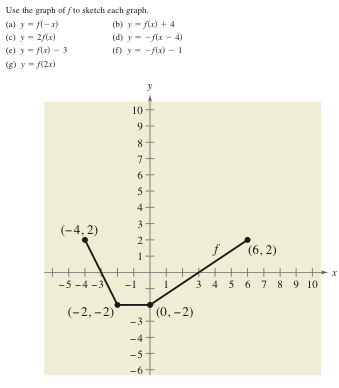 Use the graph of f to sketch each graph.
(a) y = f(−x) (b) y = f(x) + 4
(c) y = 2f(x) (d) y = −f(x − 4)
(e) y = f(x) − 3 (f) y = −f(x) − 1
(g) y = f(2x)
y
10
9
8
7
6
5
4
3
(−4, 2)
2
f
(6, 2)
1
x
−5 −4 −3 −1 1 3 4 5 6 7 8 9 10
(−2, −2) (0, −2)
−3
−4
−5
−6